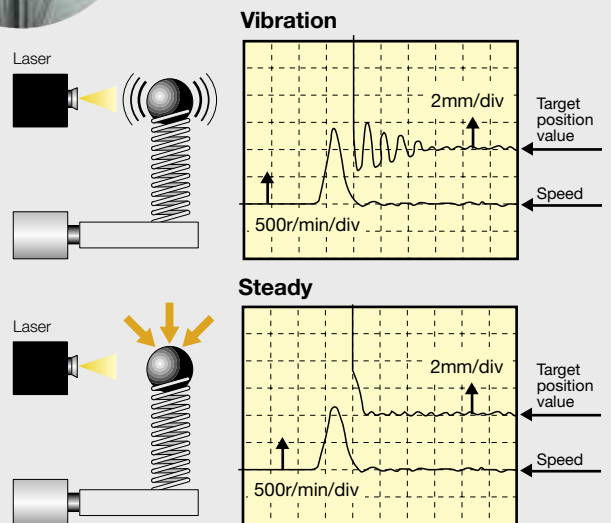 Vibration
Laser
2mm/div
Target
position
value
Speed
500r/min/div
Steady
Laser
2mm/div
Target
position
value
Speed
500r/min/div